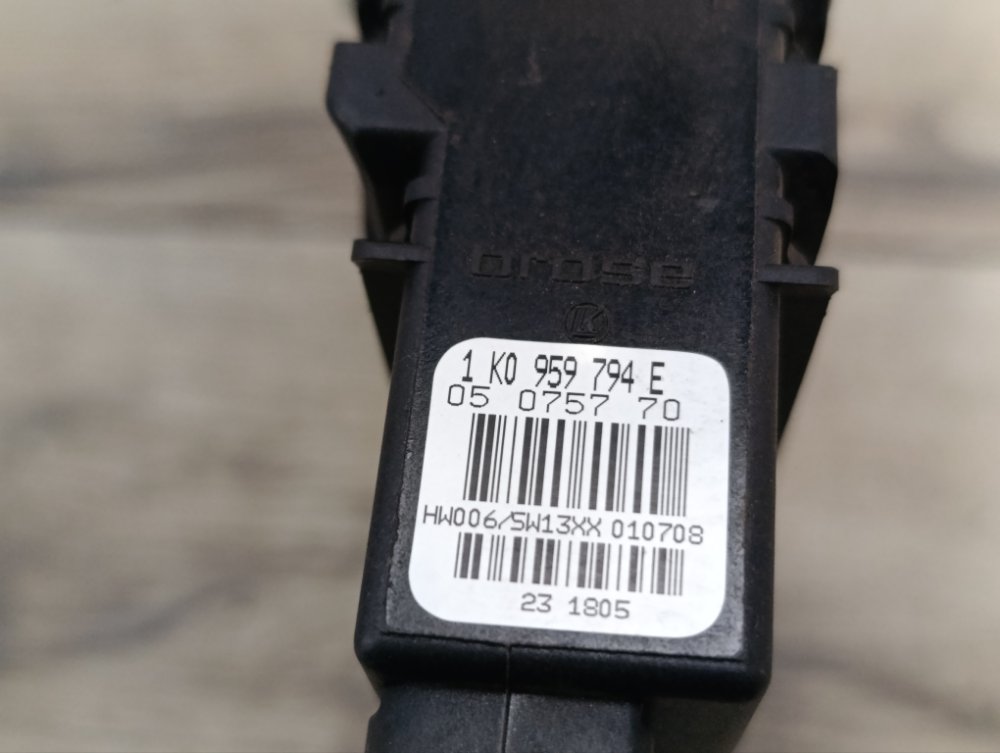 brose
1 K0 959 794 E
05 0757 70
HW006/SW13XX 010708
23 1805